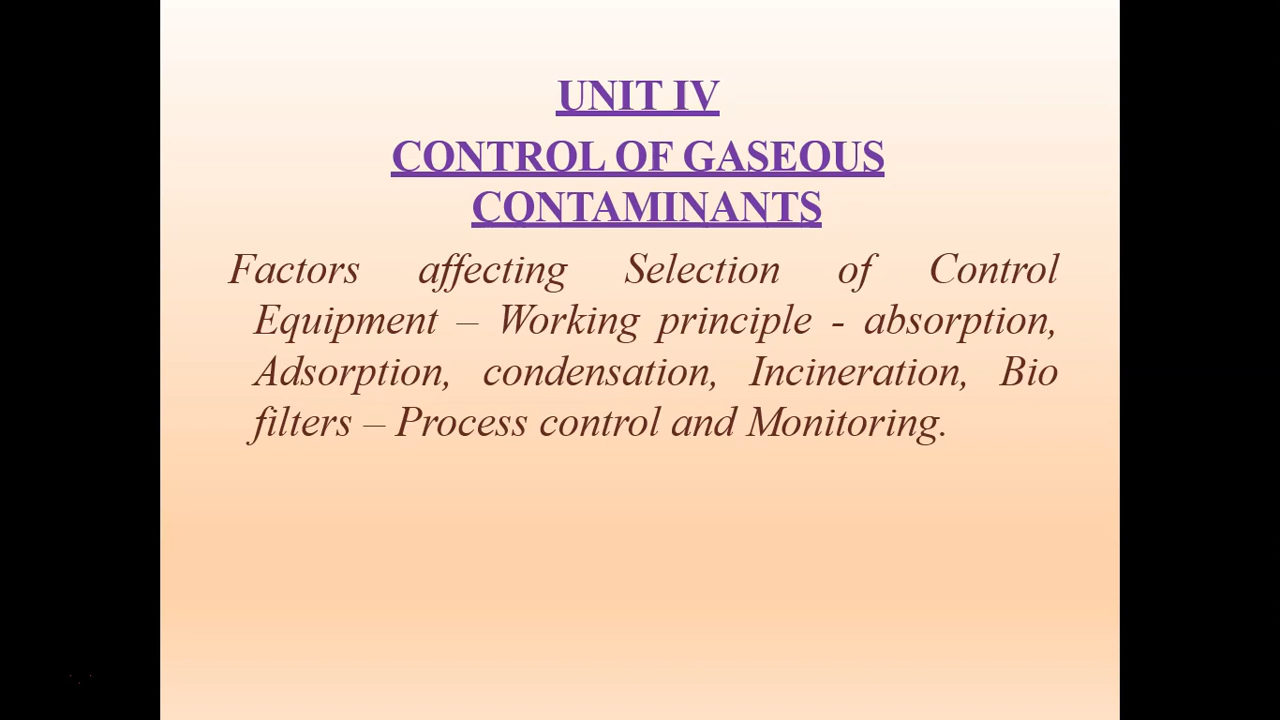 UNIT IV
CONTROL OF GASEOUS
CONTAMINANTS
Factors affecting Selection of Control
Equipment – Working principle - absorption,
Adsorption, condensation, Incineration, Bio
filters – Process control and Monitoring.